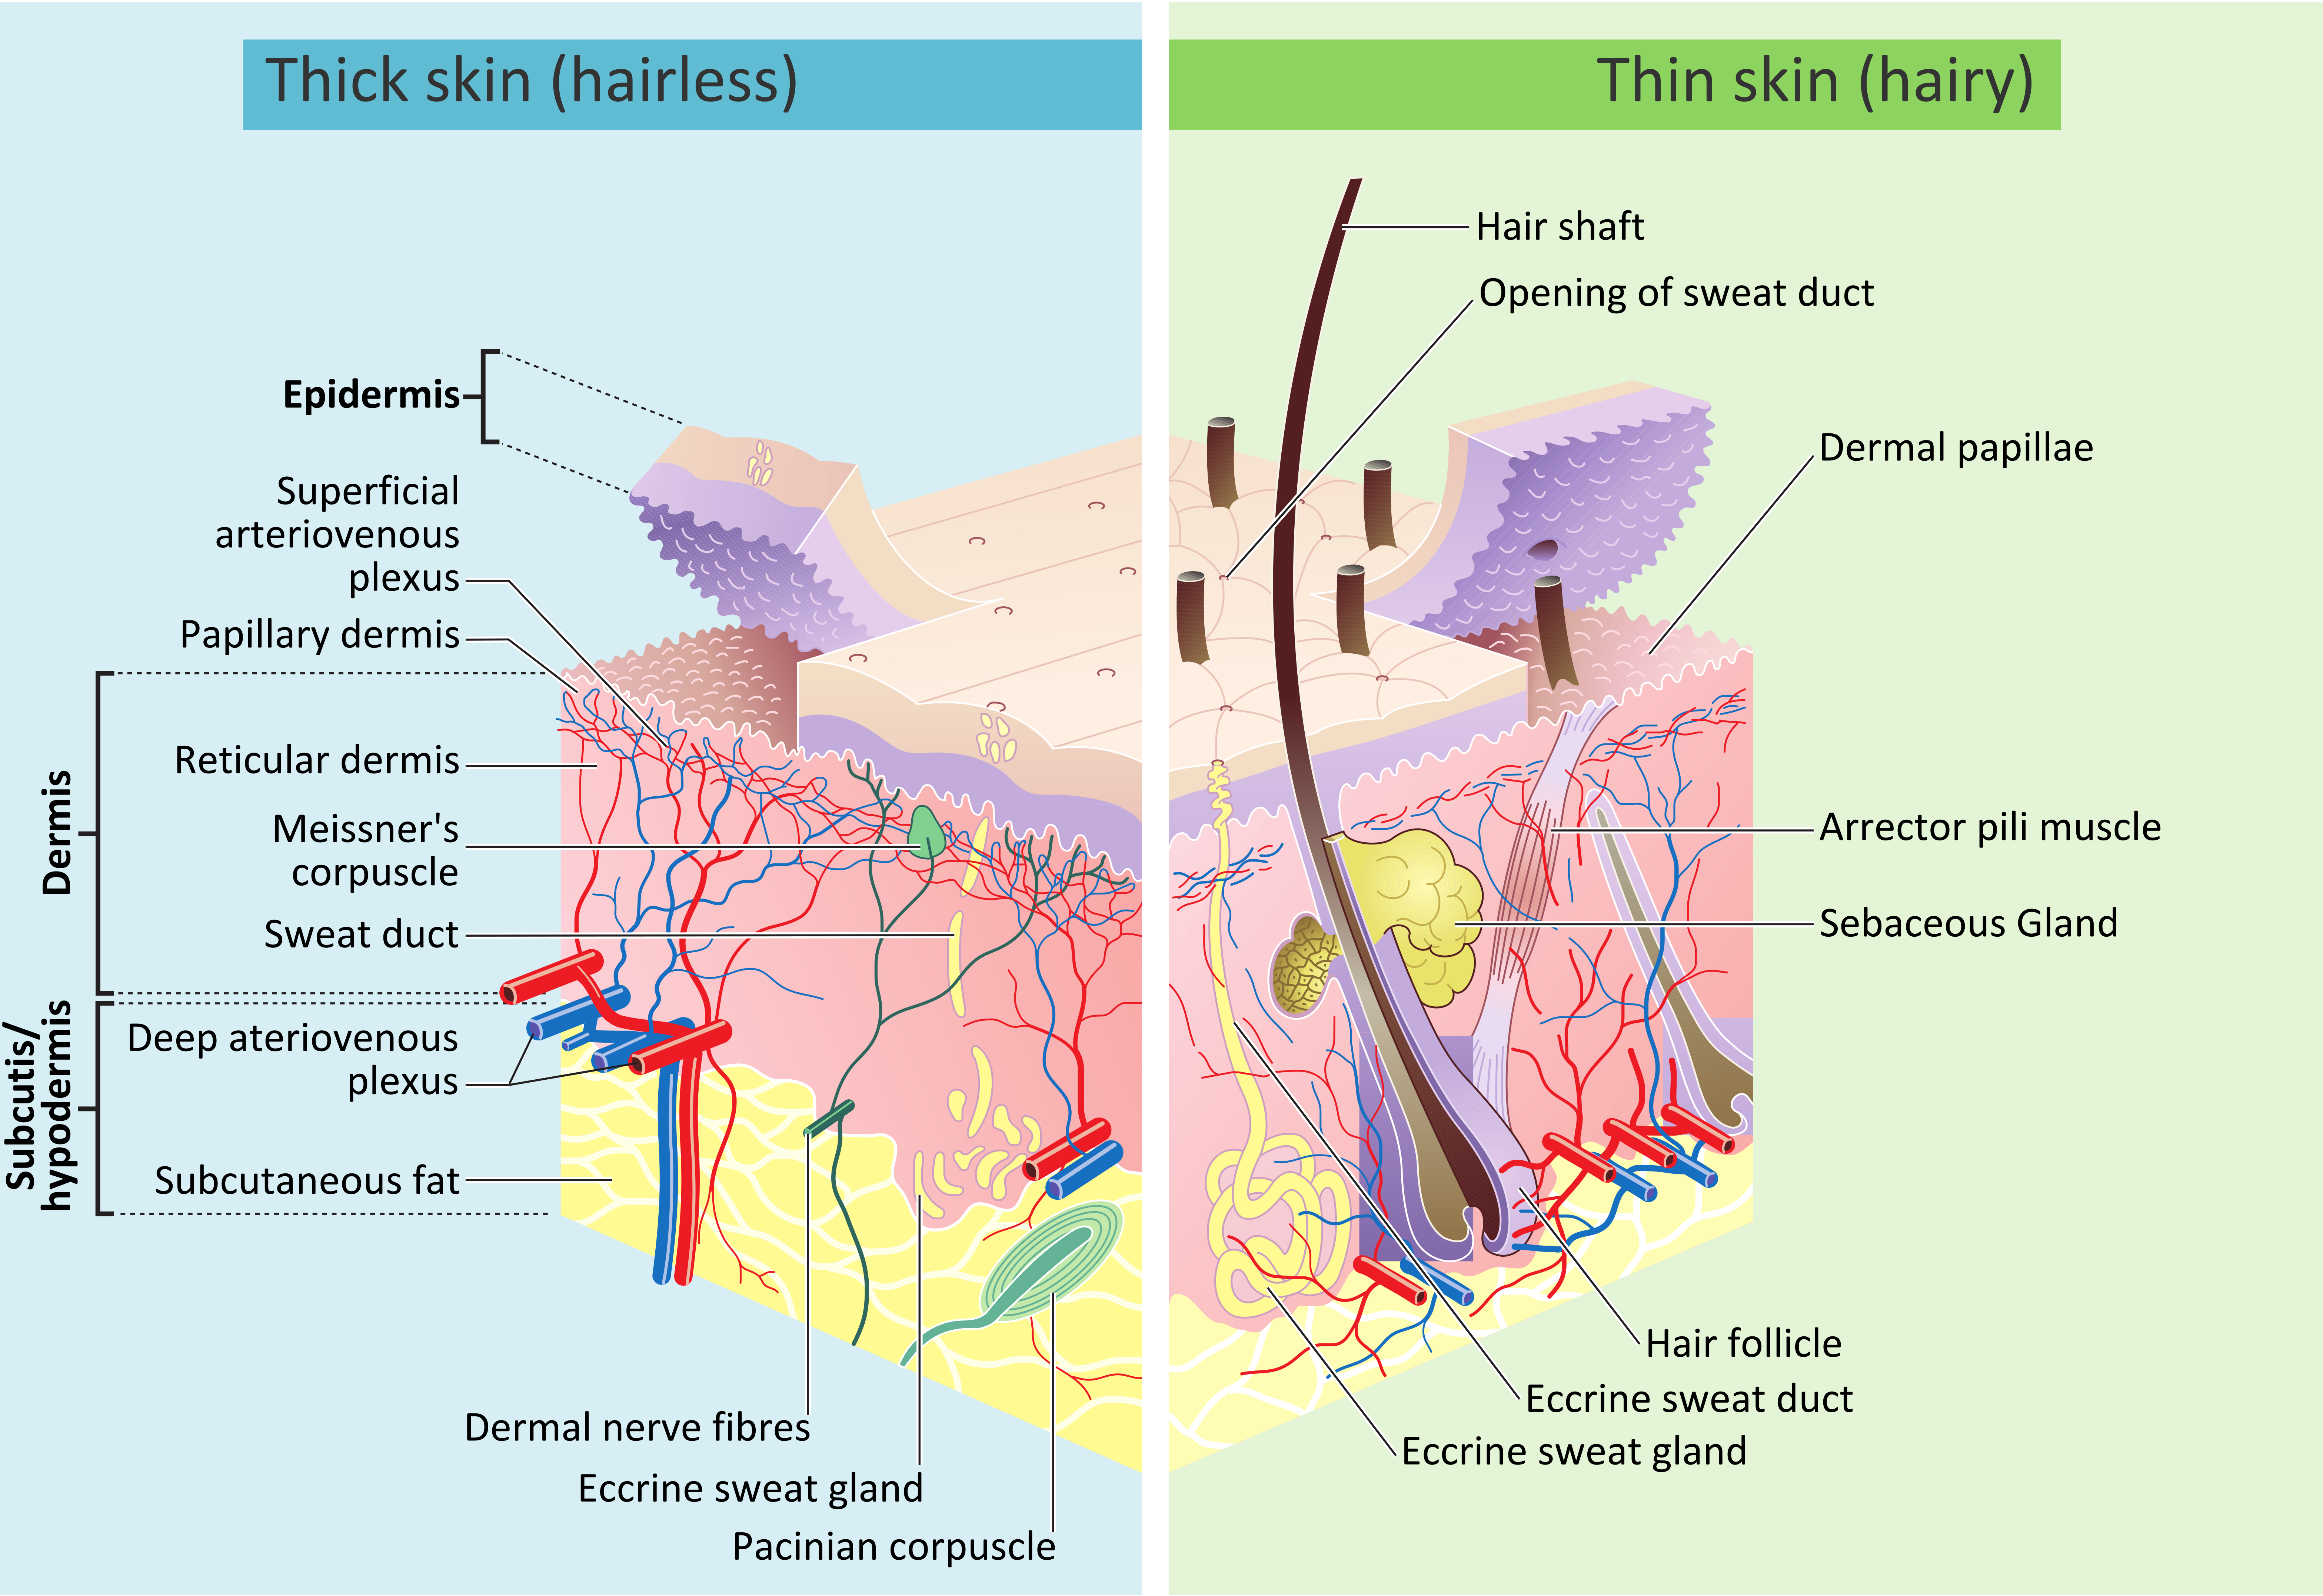 Thick skin (hairless)
Epidermis
Superficial
arteriovenous
plexus
Papillary dermis
Reticular dermis
Meissner's
corpuscle
Sweat duct
Deep ateriovenous
plexus
Subcutaneous fat
Dermis
Subcutis/
hypodermis
Dermal nerve fibres
Eccrine sweat gland
Pacinian corpuscle
Thin skin (hairy)
Hair shaft
Opening of sweat duct
Dermal papillae
Arrector pili muscle
Sebaceous Gland
Hair follicle
Eccrine sweat duct
Eccrine sweat gland